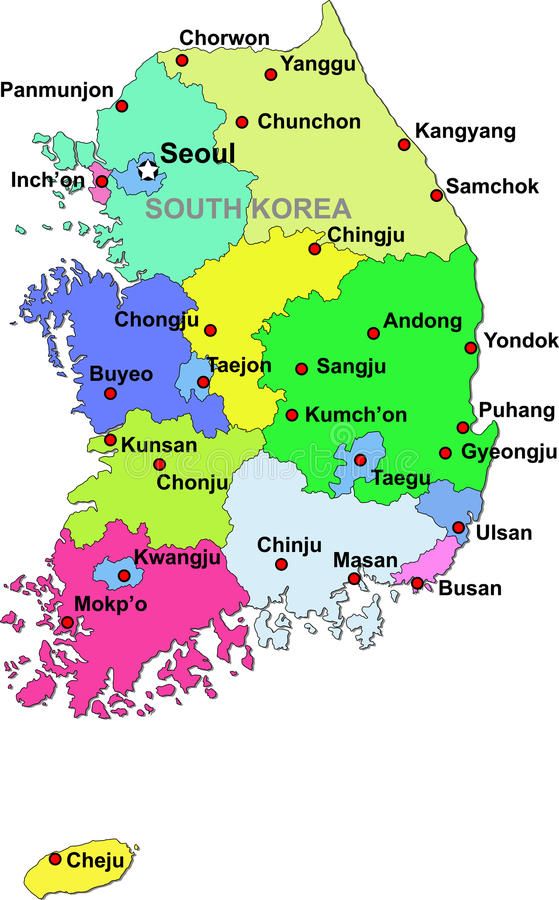 Chorwon
Yanggu
Panmunjon
Chunchon
Kangyang
Seoul
Inch'on
Samchok
SOUTH KOREA
Chingju
Chongju
Andong
Yondok
Taejon
Sangju
Buyeo
Puhang
Kumch'on
Kunsan
Gyeongju
dreamstime
Chonju
Taegu
Ulsan
Chinju
Kwangju
Masan
Busan
Mokp'o
Cheju